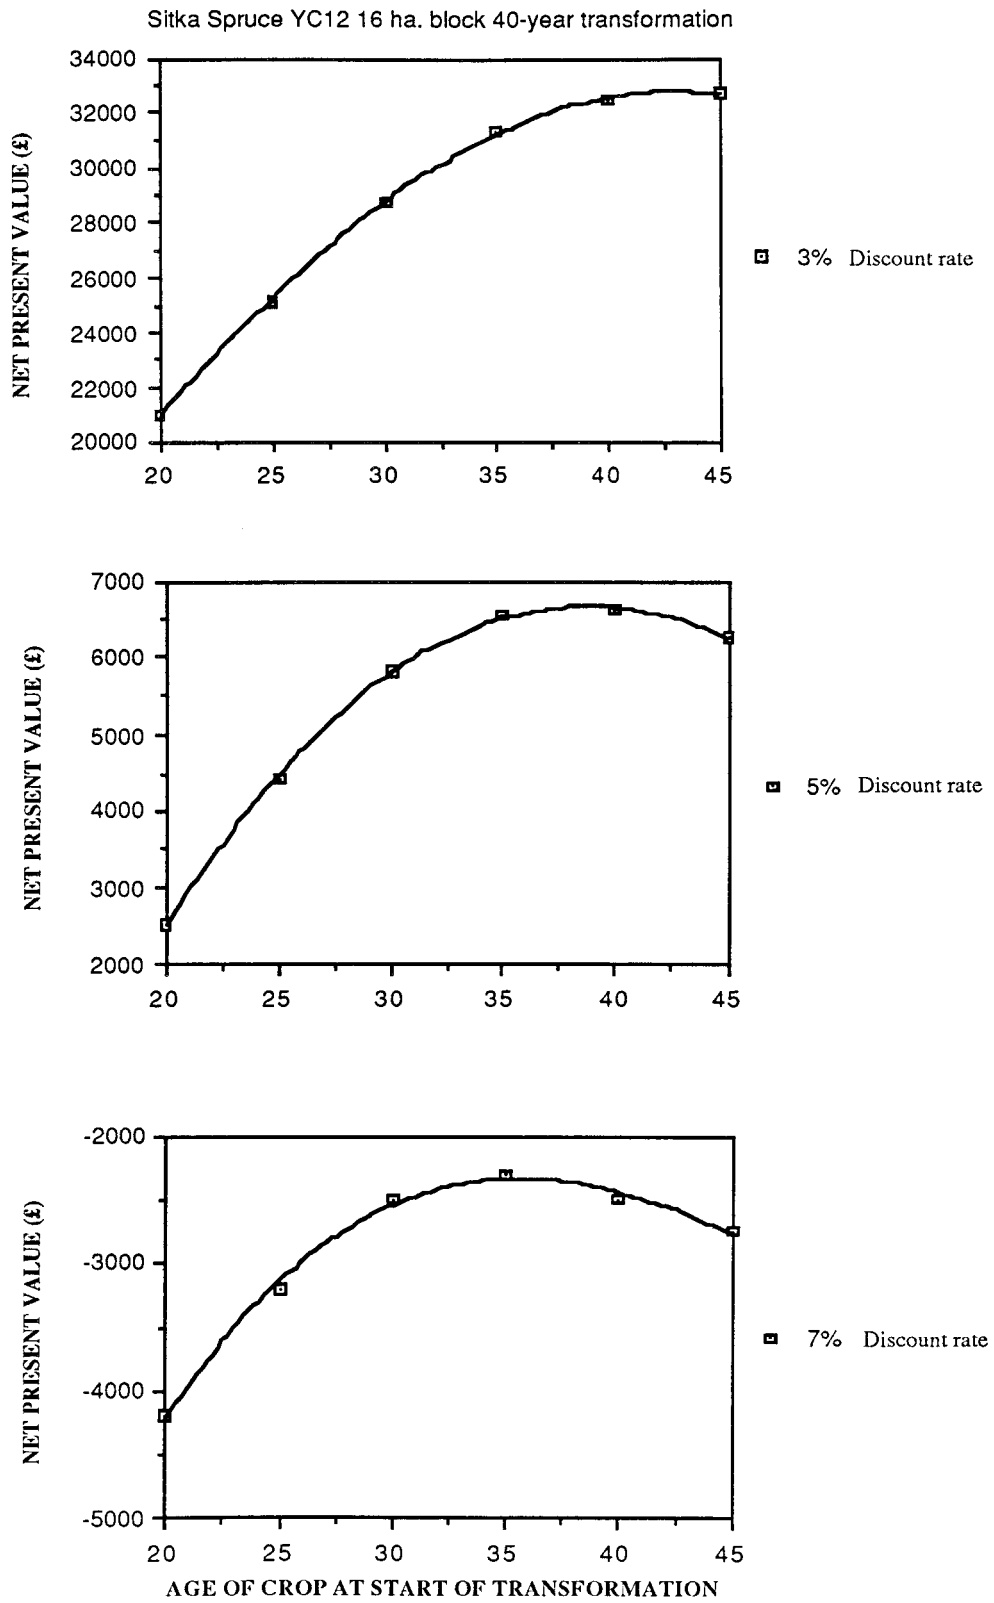 Sitka Spruce YC12 16 ha. block 40-year transformation
34000
32000
30000
28000
26000
24000
22000
20000
NET PRESENT VALUE (£)
20 25 30 35 40 45
3% Discount rate
7000
6000
5000
4000
3000
2000
NET PRESENT VALUE (£)
20 25 30 35 40 45
5% Discount rate
-2000
-3000
-4000
-5000
NET PRESENT VALUE (£)
20 25 30 35 40 45
7% Discount rate
AGE OF CROP AT START OF TRANSFORMATION